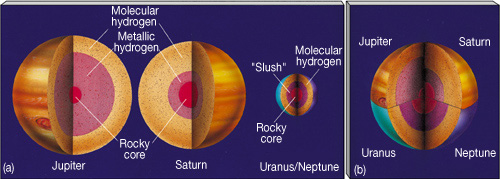 Molecular
hydrogen
Metallic
hydrogen
Rocky
core
(a)
Jupiter
Saturn
"Slush"
Molecular
hydrogen
Rocky
core
Uranus/Neptune
Jupiter
Saturn
Uranus
Neptune
(b)